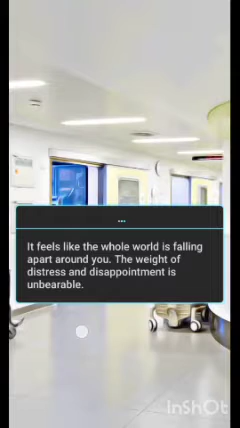 ...
It feels like the whole world is falling
apart around you. The weight of
distress and disappointment is
unbearable.
InShOt